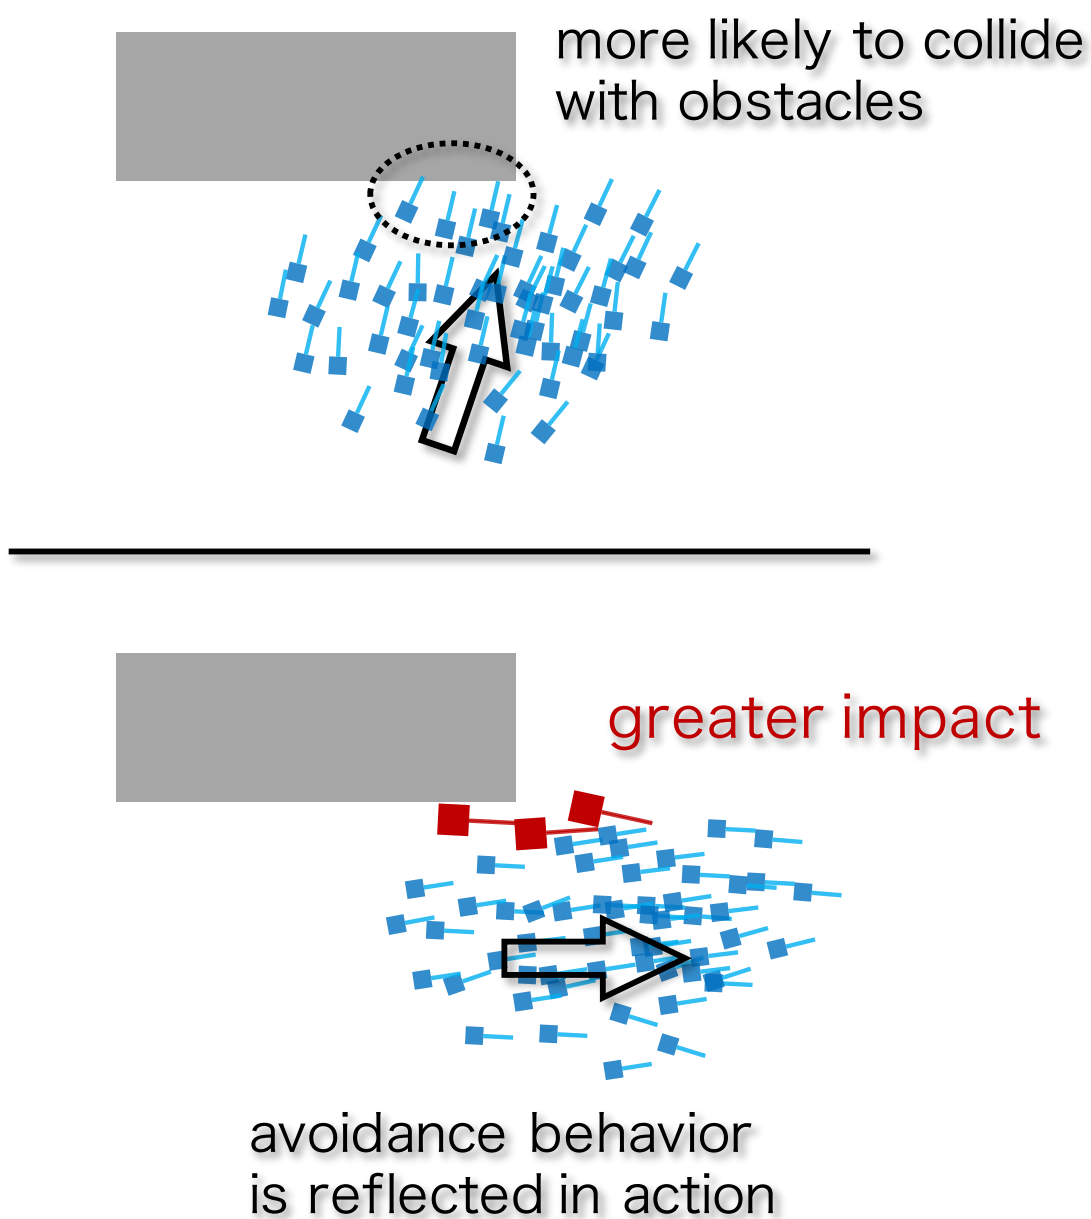 more likely to collide
with obstacles
greater impact
avoidance behavior
is reflected in action